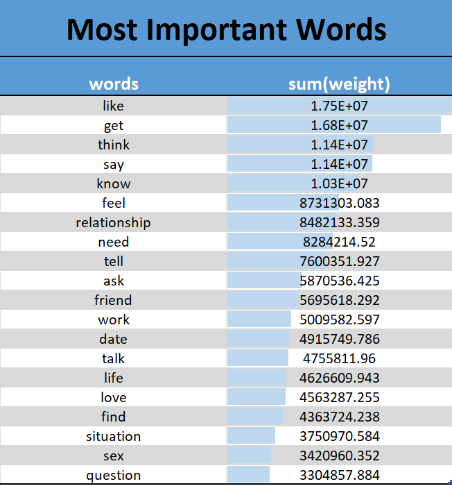 Most Important Words
words sum(weight)
like 1.75E+07
get 1.68E+07
think 1.14E+07
say 1.14E+07
know 1.03E+07
feel 8731303.083
relationship 8482133.359
need 8284214.52
tell 7600351.927
ask 5870536.425
friend 5695618.292
work 5009582.597
date 4915749.786
talk 4755811.96
life 4626609.943
love 4563287.255
find 4363724.238
situation 3750970.584
sex 3420960.352
question 3304857.884